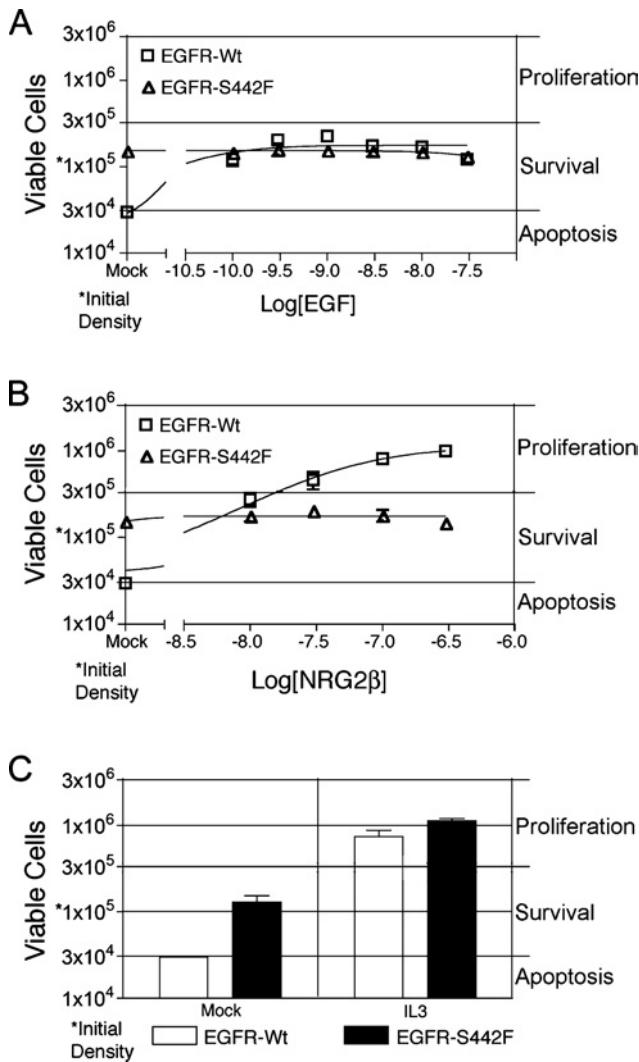 A
3x10⁶
EGFR-Wt
EGFR-S442F
1x10⁶
Proliferation
3x10⁵
Viable Cells
*1x10⁵
Survival
3x10⁴
1x10⁴
Apoptosis
Mock -10.5 -10.0 -9.5 -9.0 -8.5 -8.0 -7.5
*Initial
Density
Log[EGF]
B
3x10⁶
EGFR-Wt
EGFR-S442F
1x10⁶
Proliferation
3x10⁵
Viable Cells
*1x10⁵
Survival
3x10⁴
1x10⁴
Apoptosis
Mock -8.5 -8.0 -7.5 -7.0 -6.5 -6.0
*Initial
Density
Log[NRG2β]
C
3x10⁶
1x10⁶
Proliferation
3x10⁵
Viable Cells
*1x10⁵
Survival
3x10⁴
1x10⁴
Apoptosis
Mock IL3
*Initial
Density
EGFR-Wt EGFR-S442F